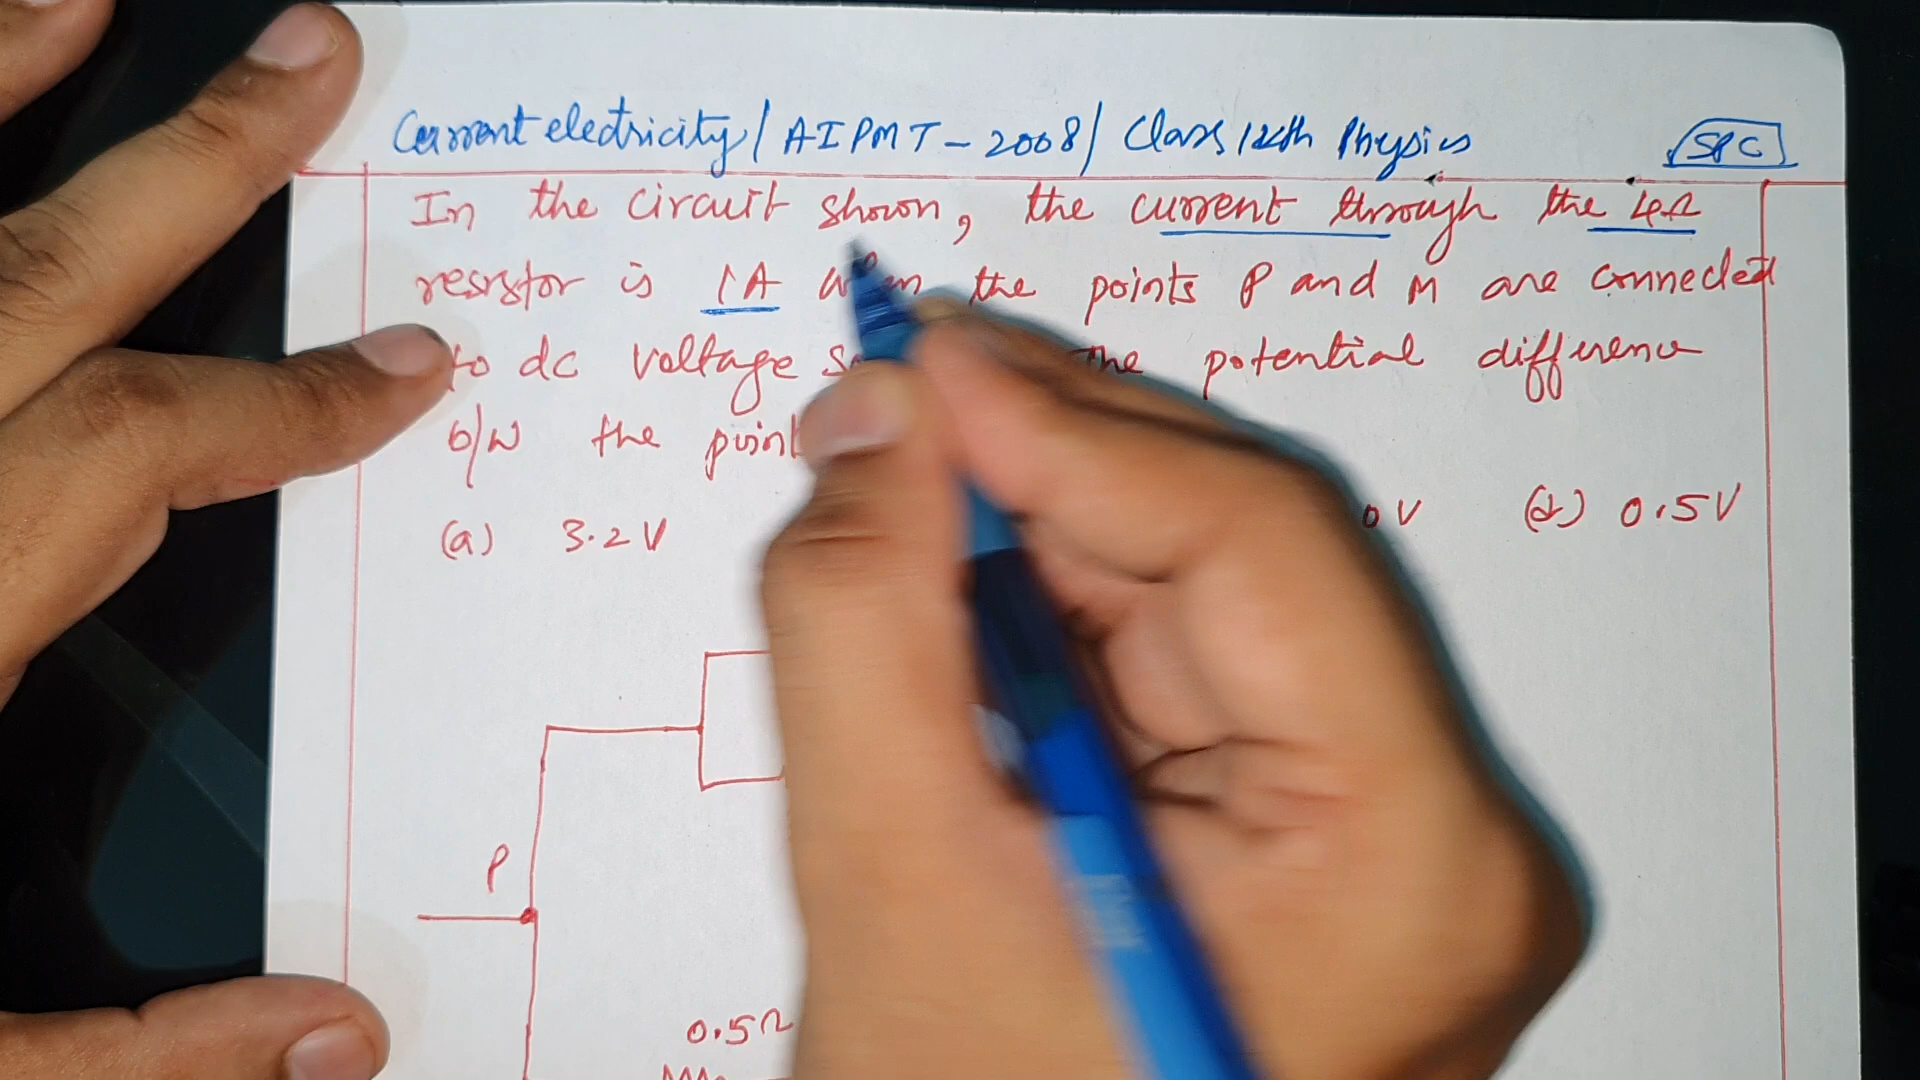 Current electricity / AIPMT - 2008 / Class 12th Physics
SPC
In the circuit shown, the current through the 4Ω
resistor is 1A the points P and M are connected
to dc voltage the potential difference
b/w the point
(a) 3.2V (d) 0.5V
P
0.5Ω